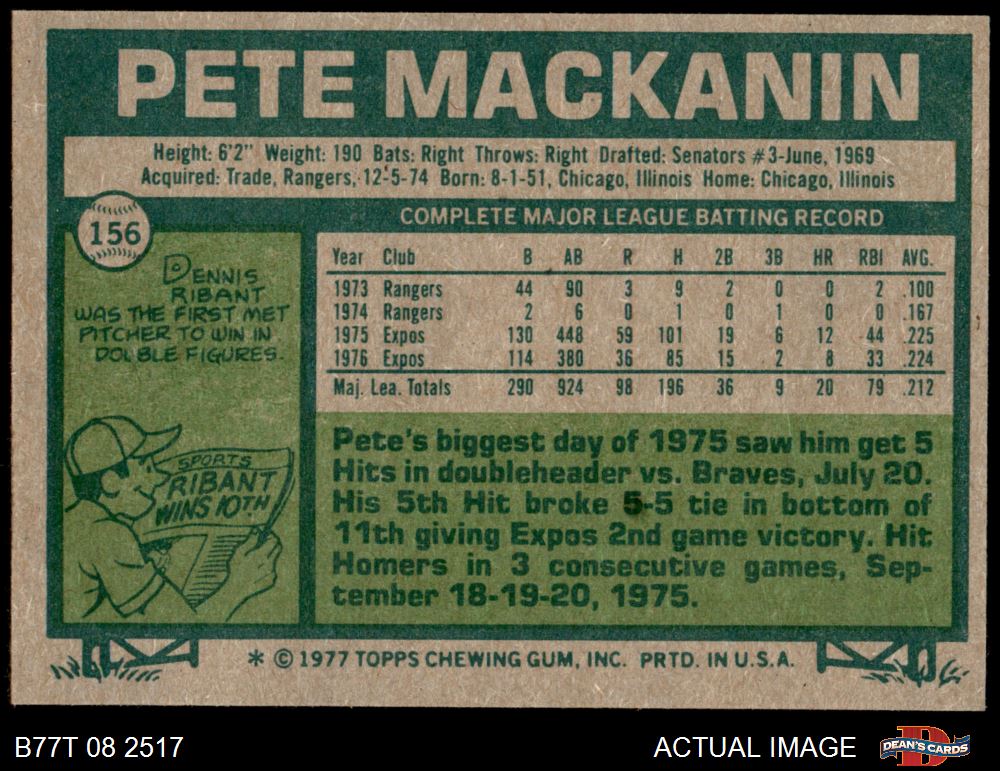 PETE MACKANIN
Height: 6'2" Weight: 190 Bats: Right Throws: Right Drafted: Senators #3-June, 1969
Acquired: Trade, Rangers, 12-5-74 Born: 8-1-51, Chicago, Illinois Home: Chicago, Illinois
156
DENNIS
RIBANT
WAS THE FIRST MET
PITCHER TO WIN IN
DOUBLE FIGURES.
SPORTS
RIBANT
WINS 10TH
COMPLETE MAJOR LEAGUE BATTING RECORD
Year Club B AB R H 2B 3B HR RBI AVG.
1973 Rangers 44 90 3 9 2 0 0 2 .100
1974 Rangers 2 6 0 1 0 1 0 0 .167
1975 Expos 130 448 59 101 19 6 12 44 .225
1976 Expos 114 380 36 85 15 2 8 33 .224
Maj. Lea. Totals 290 924 98 196 36 9 20 79 .212
Pete's biggest day of 1975 saw him get 5
Hits in doubleheader vs. Braves, July 20.
His 5th Hit broke 5-5 tie in bottom of
11th giving Expos 2nd game victory. Hit
Homers in 3 consecutive games, Sep-
tember 18-19-20, 1975.
* © 1977 TOPPS CHEWING GUM, INC. PRTD. IN U.S.A.
B77T 08 2517
ACTUAL IMAGE
DEAN'S CARDS